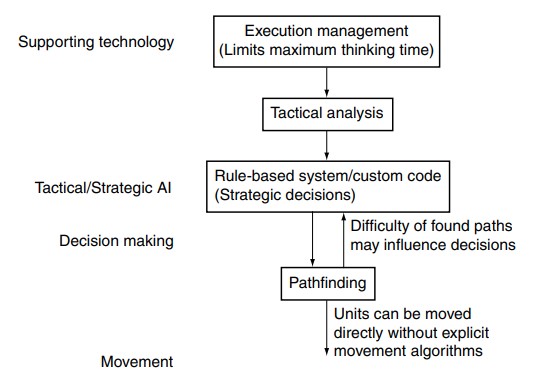 Supporting technology
Execution management
(Limits maximum thinking time)
Tactical analysis
Tactical/Strategic AI
Rule-based system/custom code
(Strategic decisions)
Decision making
Difficulty of found paths
may influence decisions
Pathfinding
Units can be moved
directly without explicit
movement algorithms
Movement